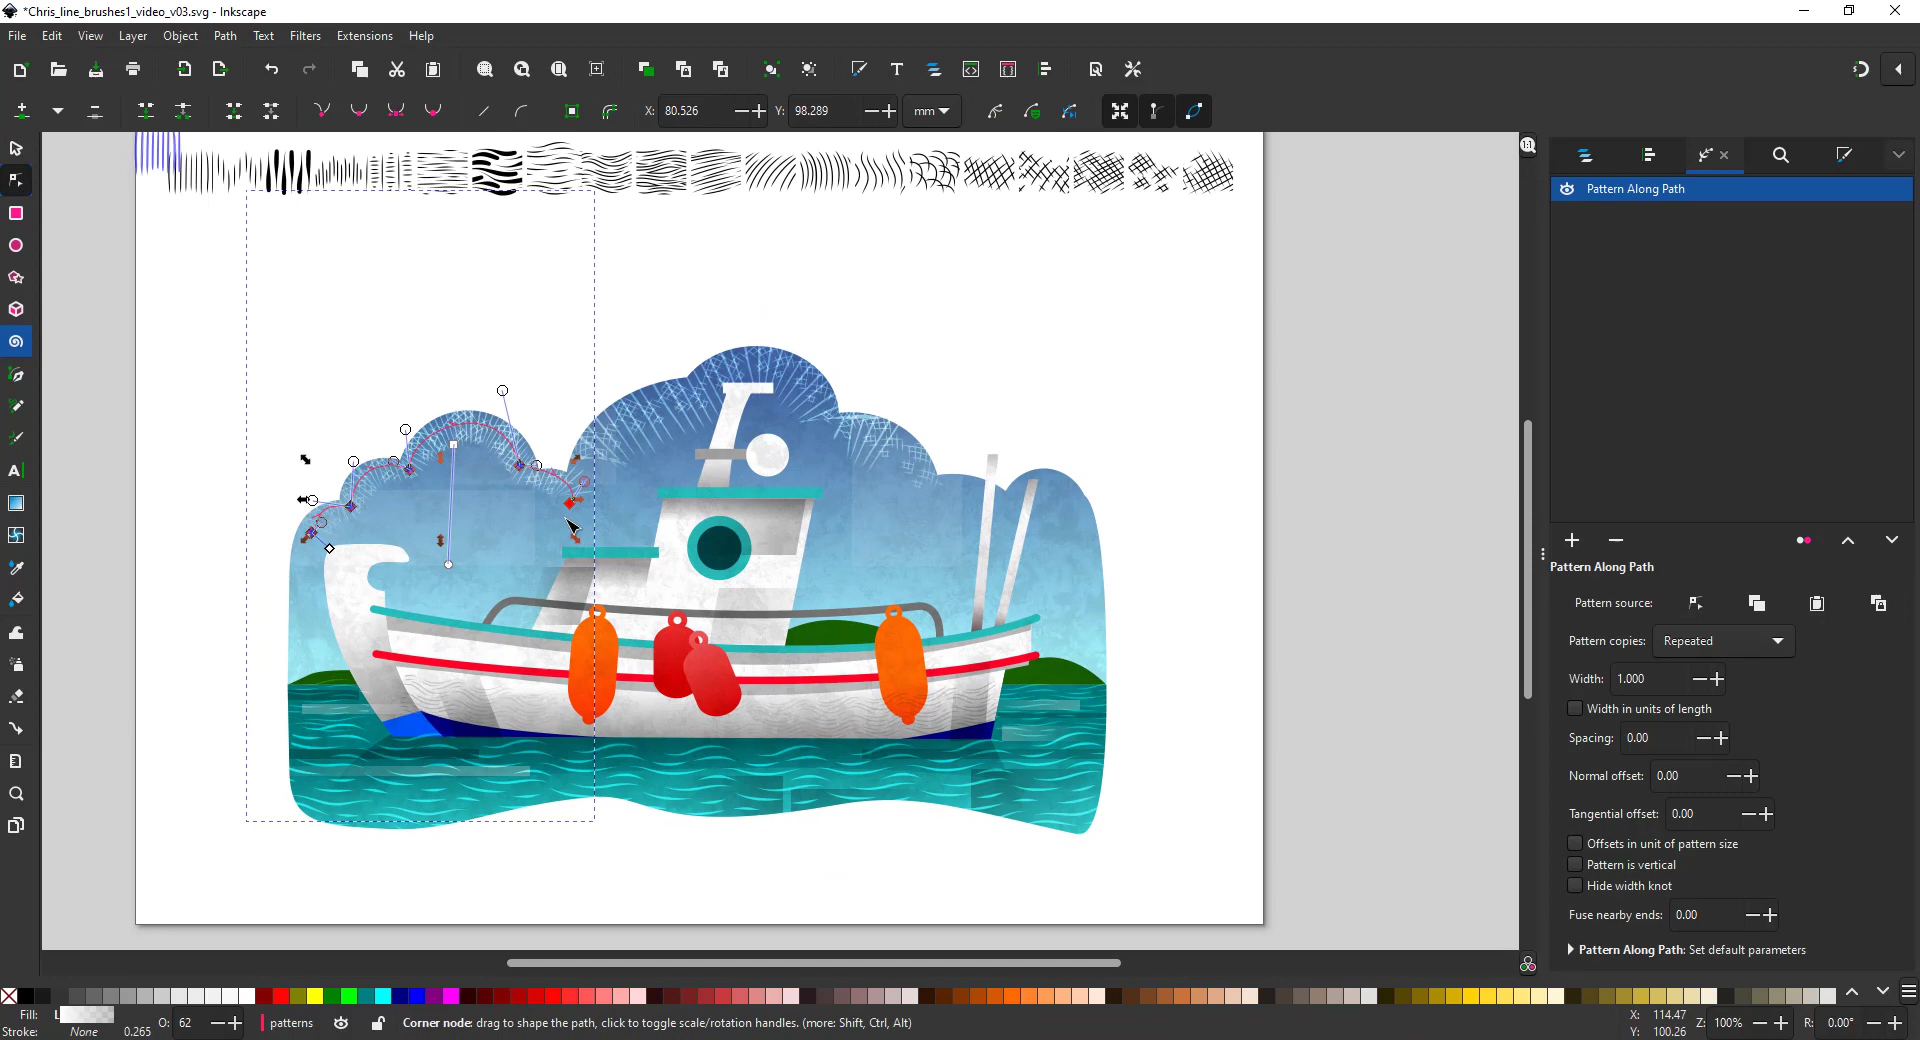 *Chris_line_brushes1_video_v03.svg - Inkscape
File Edit View Layer Object Path Text Filters Extensions Help
X: 80.526 Y: 98.289 mm
1:1
Pattern Along Path
Pattern Along Path
Pattern source:
Pattern copies: Repeated
Width: 1.000
Width in units of length
Spacing: 0.00
Normal offset: 0.00
Tangential offset: 0.00
Offsets in unit of pattern size
Pattern is vertical
Hide width knot
Fuse nearby ends: 0.00
Pattern Along Path: Set default parameters
Fill: L
Stroke: None 0.265 O: 62 patterns Corner node: drag to shape the path, click to toggle scale/rotation handles. (more: Shift, Ctrl, Alt)
X: 114.47
Y: 100.26 Z: 100% R: 0.00°